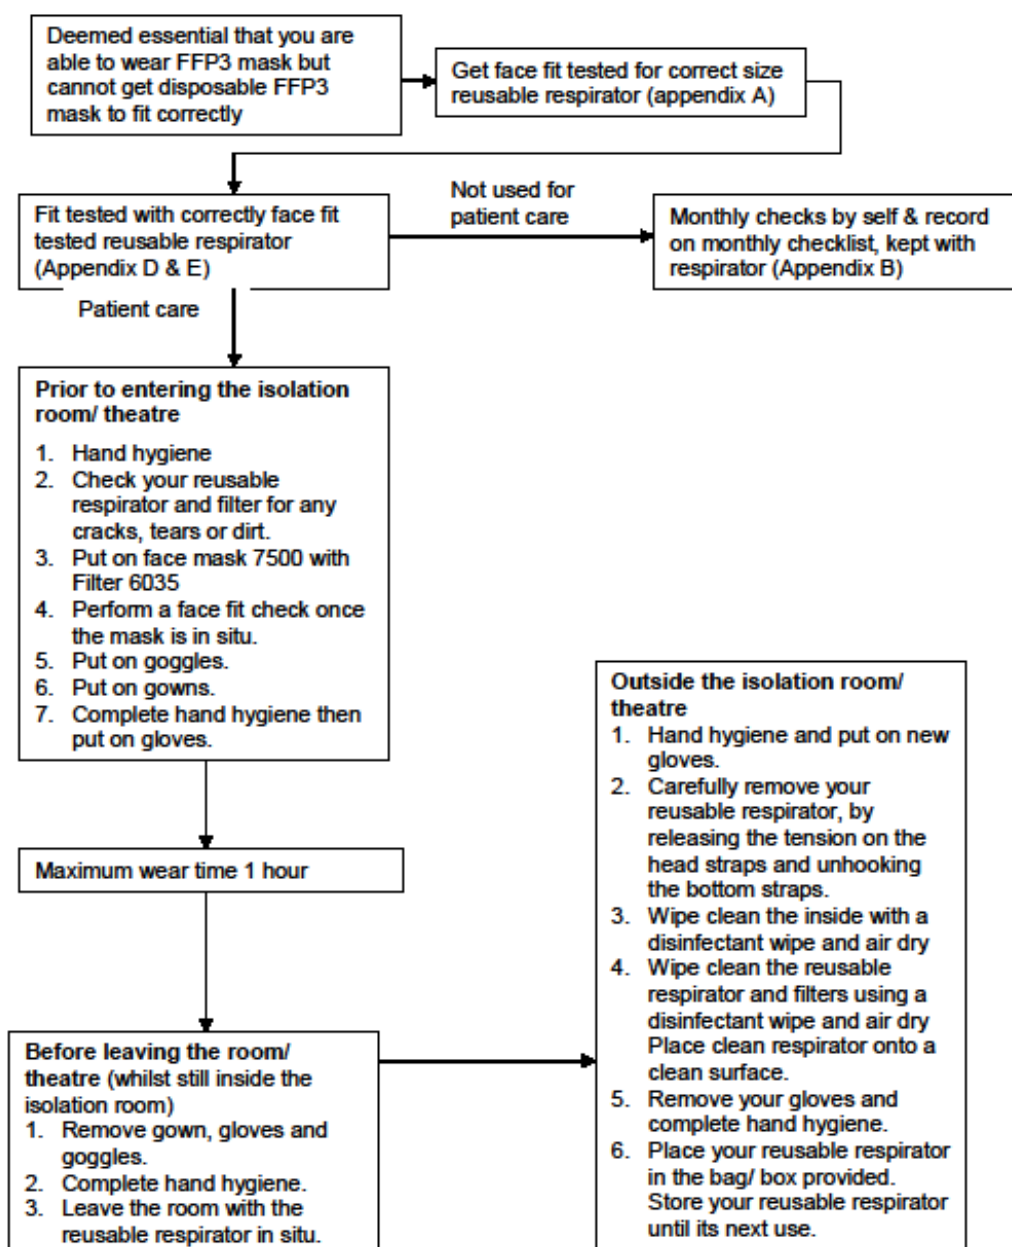 Deemed essential that you are
able to wear FFP3 mask but
cannot get disposable FFP3
mask to fit correctly
Get face fit tested for correct size
reusable respirator (appendix A)
Fit tested with correctly face fit
tested reusable respirator
(Appendix D & E)
Not used for
patient care
Monthly checks by self & record
on monthly checklist, kept with
respirator (Appendix B)
Patient care
Prior to entering the isolation
room/ theatre
1. Hand hygiene
2. Check your reusable
respirator and filter for any
cracks, tears or dirt.
3. Put on face mask 7500 with
Filter 6035
4. Perform a face fit check once
the mask is in situ.
5. Put on goggles.
6. Put on gowns.
7. Complete hand hygiene then
put on gloves.
Maximum wear time 1 hour
Before leaving the room/
theatre (whilst still inside the
isolation room)
1. Remove gown, gloves and
goggles.
2. Complete hand hygiene.
3. Leave the room with the
reusable respirator in situ.
Outside the isolation room/
theatre
1. Hand hygiene and put on new
gloves.
2. Carefully remove your
reusable respirator, by
releasing the tension on the
head straps and unhooking
the bottom straps.
3. Wipe clean the inside with a
disinfectant wipe and air dry
4. Wipe clean the reusable
respirator and filters using a
disinfectant wipe and air dry
Place clean respirator onto a
clean surface.
5. Remove your gloves and
complete hand hygiene.
6. Place your reusable respirator
in the bag/ box provided.
Store your reusable respirator
until its next use.